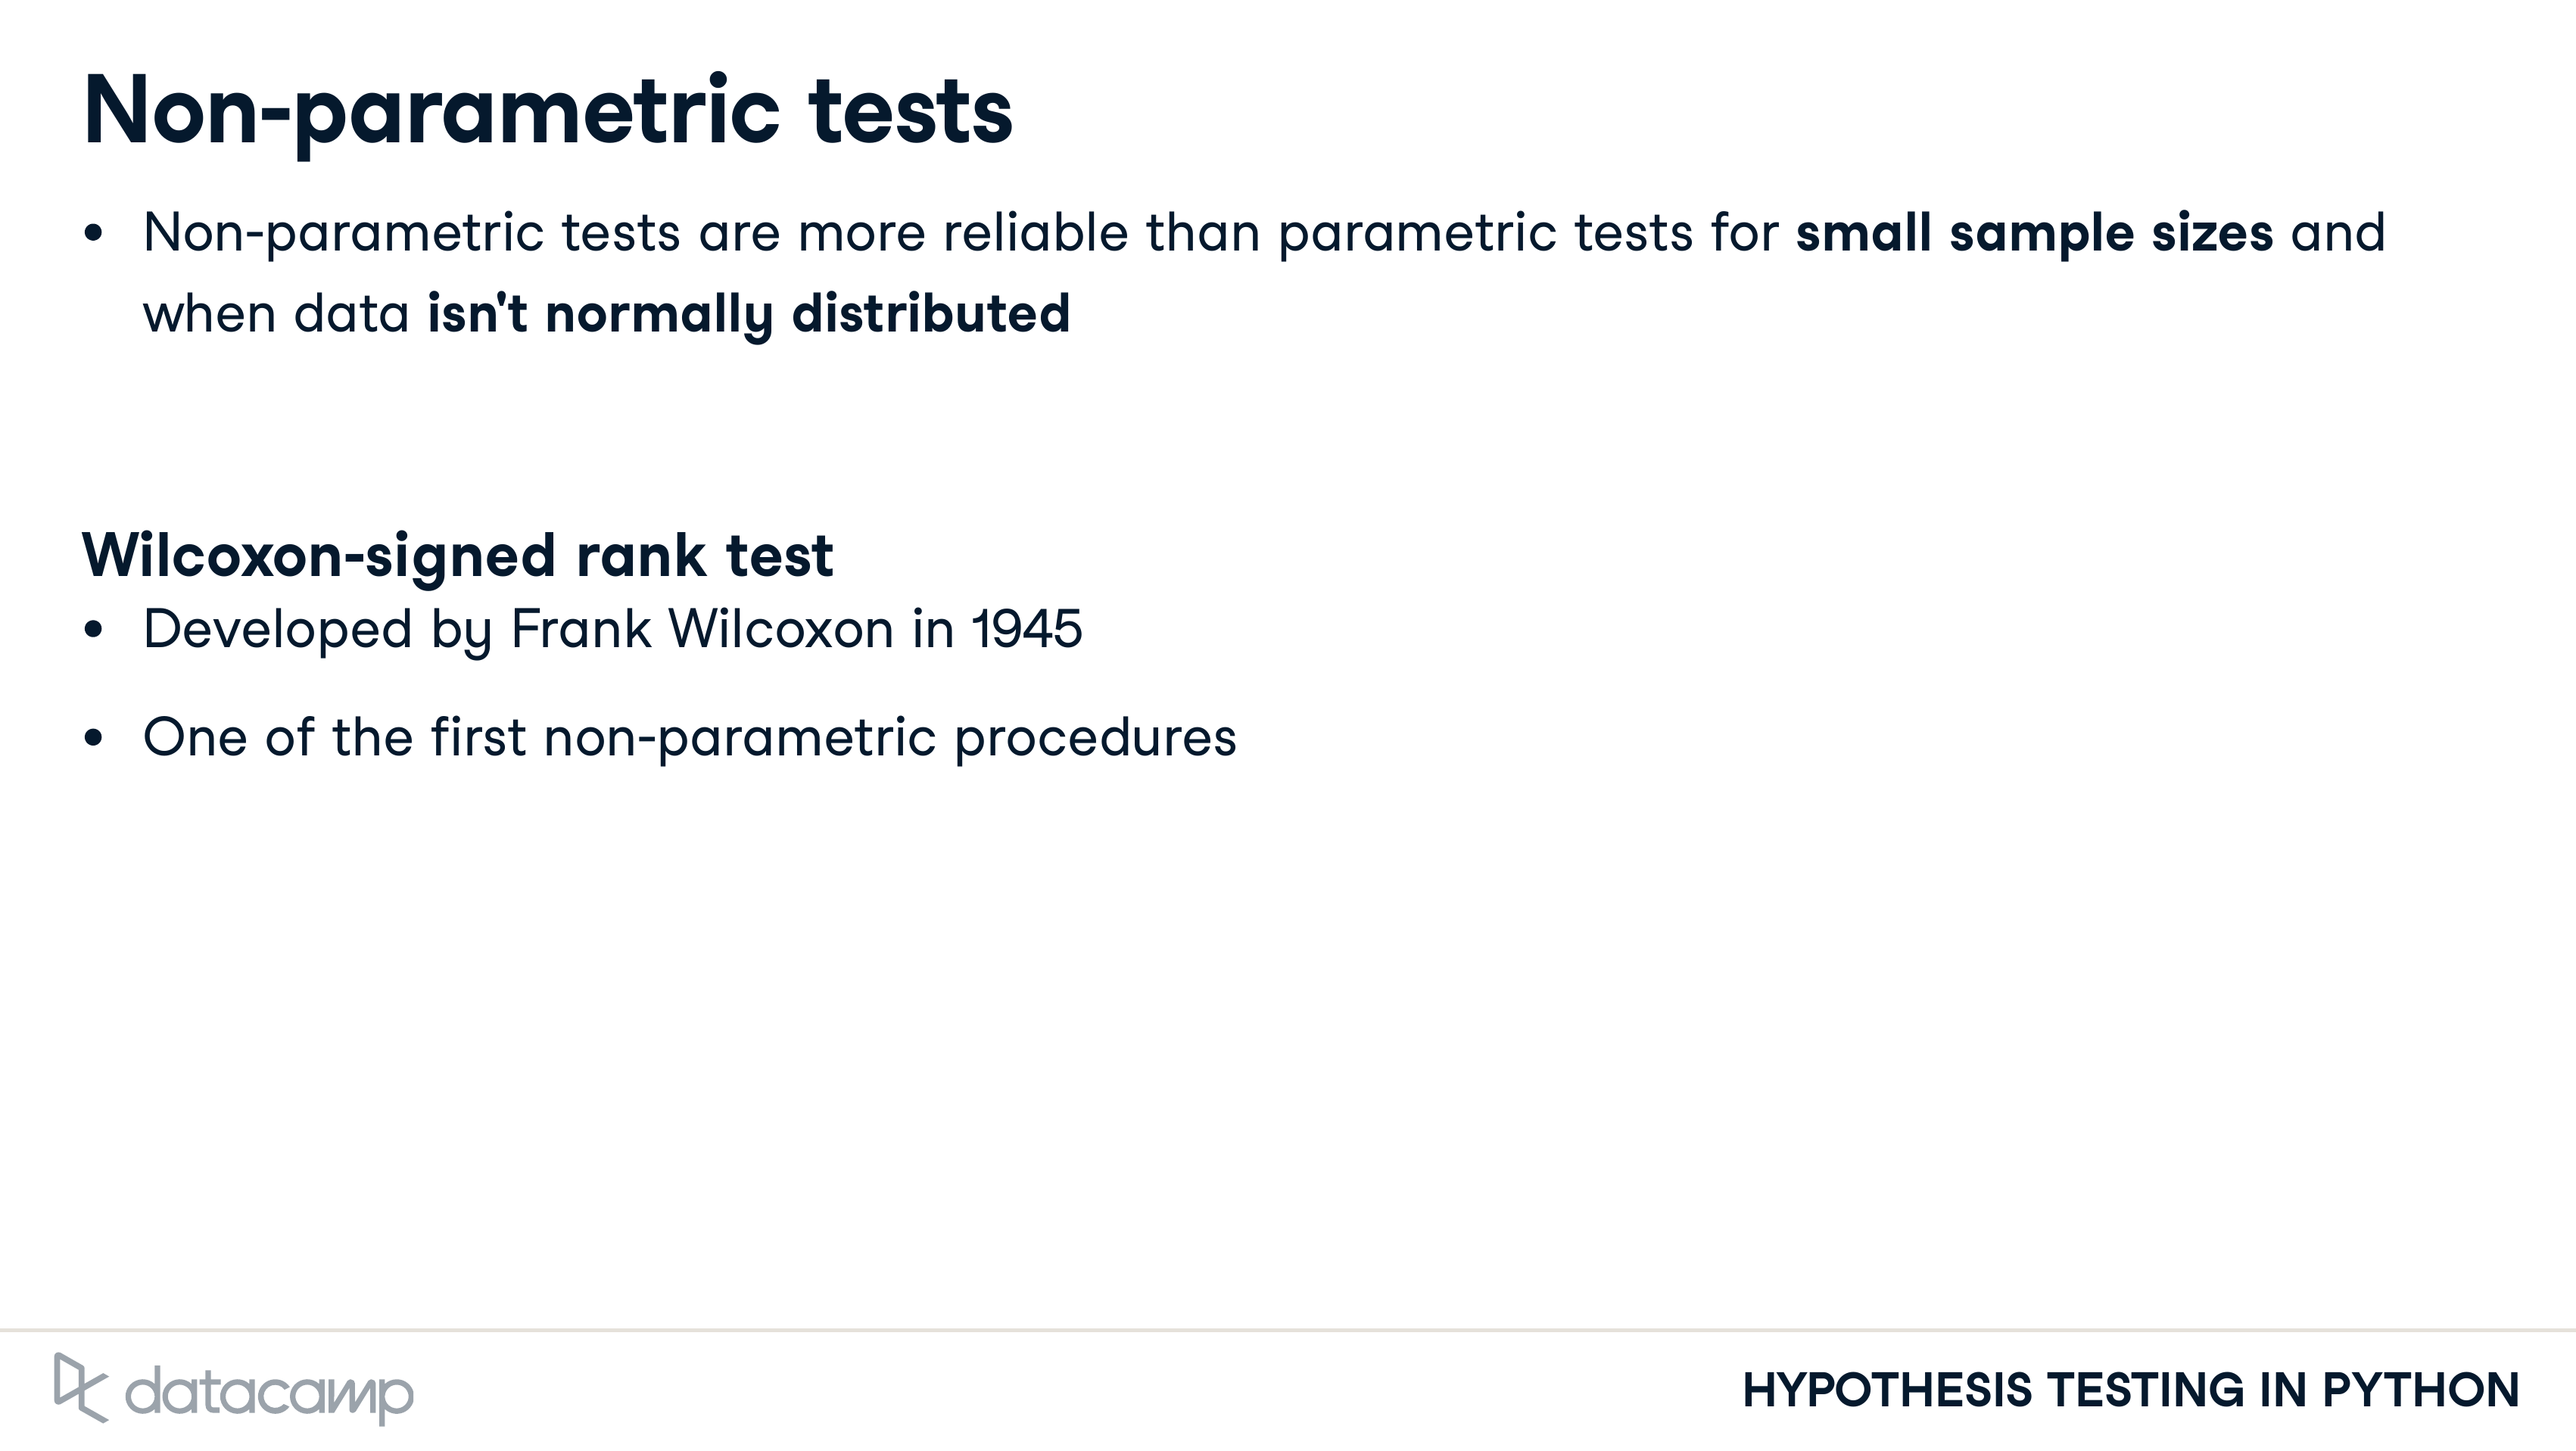 Non-parametric tests
• Non-parametric tests are more reliable than parametric tests for small sample sizes and
when data isn't normally distributed
Wilcoxon-signed rank test
• Developed by Frank Wilcoxon in 1945
• One of the first non-parametric procedures
datacamp
HYPOTHESIS TESTING IN PYTHON